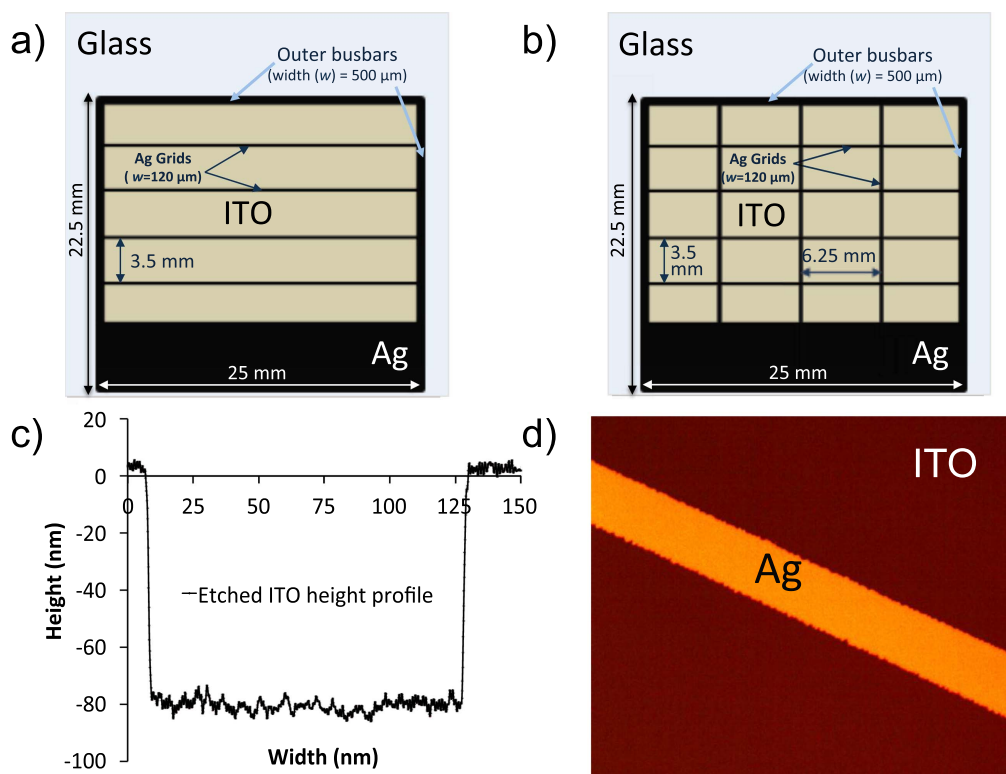 a)
Glass
Outer busbars
(width (w) = 500 µm)
Ag Grids
( w=120 µm)
ITO
3.5 mm
22.5 mm
Ag
25 mm
b)
Glass
Outer busbars
(width (w) = 500 µm)
Ag Grids
(w=120 µm)
ITO
3.5
mm
6.25 mm
22.5 mm
Ag
25 mm
c)
20
0
-20
-40
-60
-80
-100
0
25
50
75
100
125
150
Height (nm)
Etched ITO height profile
Width (nm)
d)
ITO
Ag